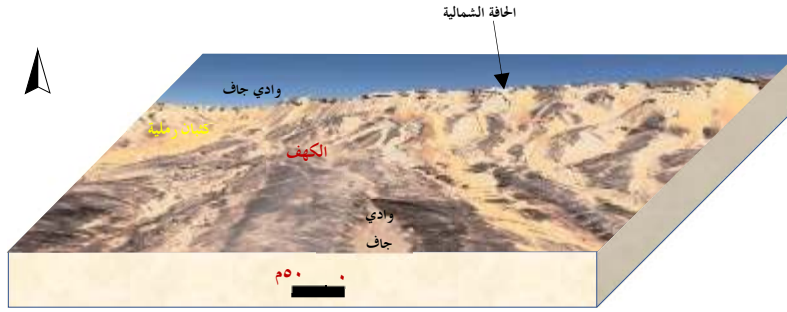 الحافة الشمالية
وادي جاف
كثبان رملية
الكهف
وادي
جاف
٠ ٥٠م